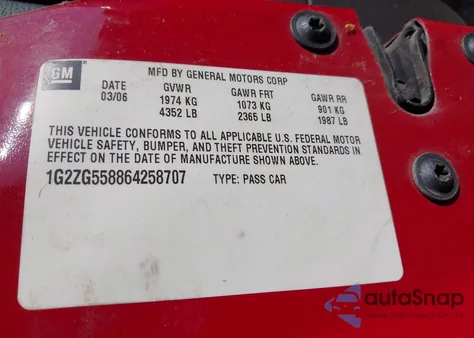 GM
MFD BY GENERAL MOTORS CORP
DATE GVWR GAWR FRT GAWR RR
03/06 1974 KG 1073 KG 901 KG
4352 LB 2365 LB 1987 LB
THIS VEHICLE CONFORMS TO ALL APPLICABLE U.S. FEDERAL MOTOR
VEHICLE SAFETY, BUMPER, AND THEFT PREVENTION STANDARDS IN
EFFECT ON THE DATE OF MANUFACTURE SHOWN ABOVE.
1G2ZG558864258707 TYPE: PASS CAR
autoSnap